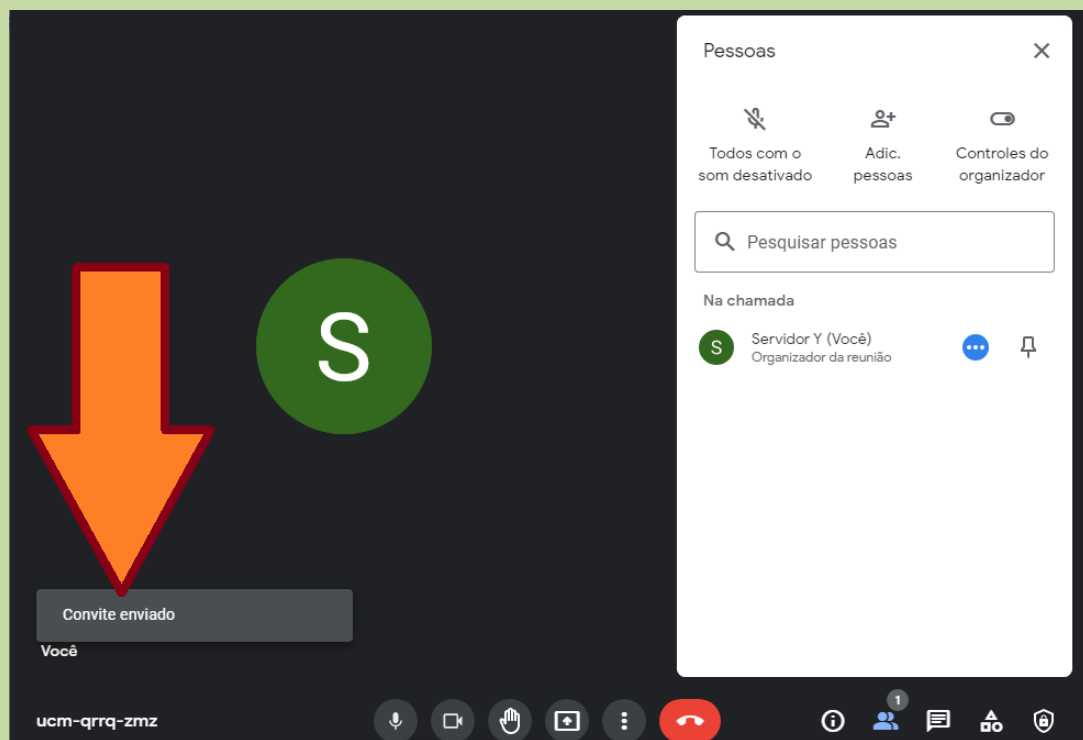 Pessoas
Todos com o
som desativado
Adic.
pessoas
Controles do
organizador
Pesquisar pessoas
Na chamada
S
Servidor Y (Você)
Organizador da reunião
S
Convite enviado
Você
ucm-qrrq-zmz
1